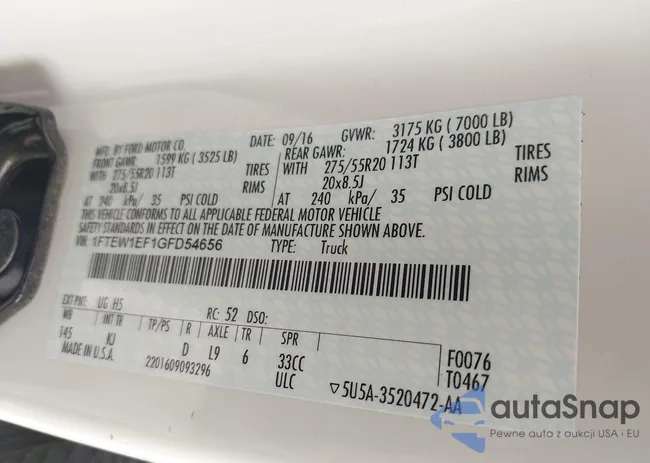 MFD. BY FORD MOTOR CO.
DATE: 09/16 GVWR: 3175 KG ( 7000 LB)
FRONT GAWR: 1599 KG ( 3525 LB) REAR GAWR: 1724 KG ( 3800 LB)
WITH 275/55R20 113T TIRES WITH 275/55R20 113T TIRES
20x8.5J RIMS 20x8.5J RIMS
AT 240 kPa/ 35 PSI COLD AT 240 kPa/ 35 PSI COLD
THIS VEHICLE CONFORMS TO ALL APPLICABLE FEDERAL MOTOR VEHICLE
SAFETY STANDARDS IN EFFECT ON THE DATE OF MANUFACTURE SHOWN ABOVE.
VIN: 1FTEW1EF1GFD54656 TYPE: Truck
EXT PNT: UG H5 RC: 52 DSO:
WB INT TR TP/PS R AXLE TR SPR
145 KJ D L9 6 33CC F0076
MADE IN U.S.A. 2201609093296 ULC T0467
▽5U5A-3520472-AA
autaSnap
Pewne auta z aukcji USA i EU